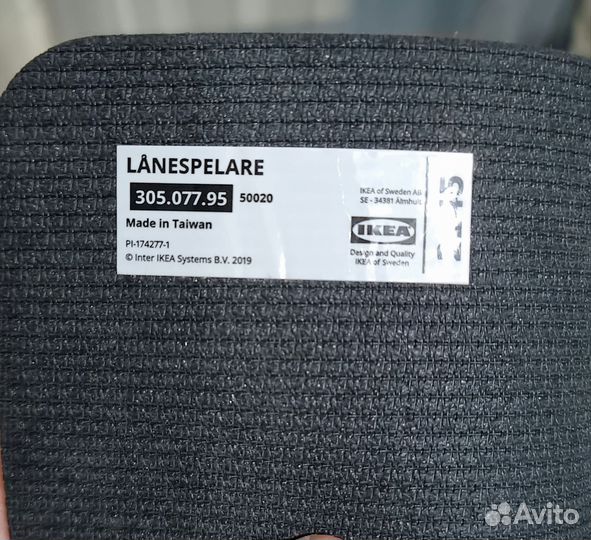 LÅNESPELARE
305.077.95 50020
Made in Taiwan
PI-174277-1
© Inter IKEA Systems B.V. 2019
IKEA of Sweden AB
SE - 34381 Älmhult
IKEA
Design and Quality
IKEA of Sweden
Avito